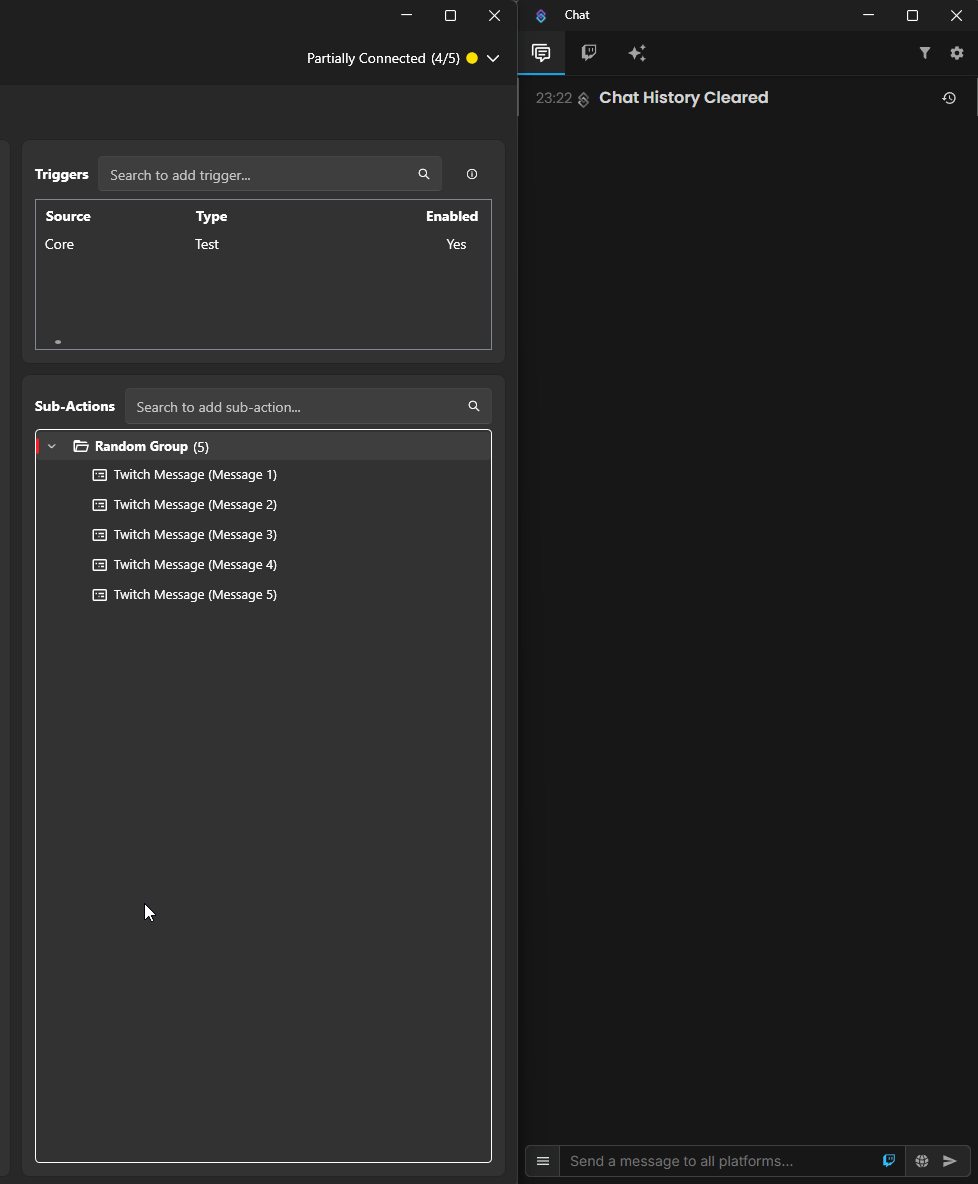 Partially Connected (4/5)
Triggers
Search to add trigger...
Source Type Enabled
Core Test Yes
Sub-Actions
Search to add sub-action...
Random Group (5)
Twitch Message (Message 1)
Twitch Message (Message 2)
Twitch Message (Message 3)
Twitch Message (Message 4)
Twitch Message (Message 5)
Chat
23:22 Chat History Cleared
Send a message to all platforms...